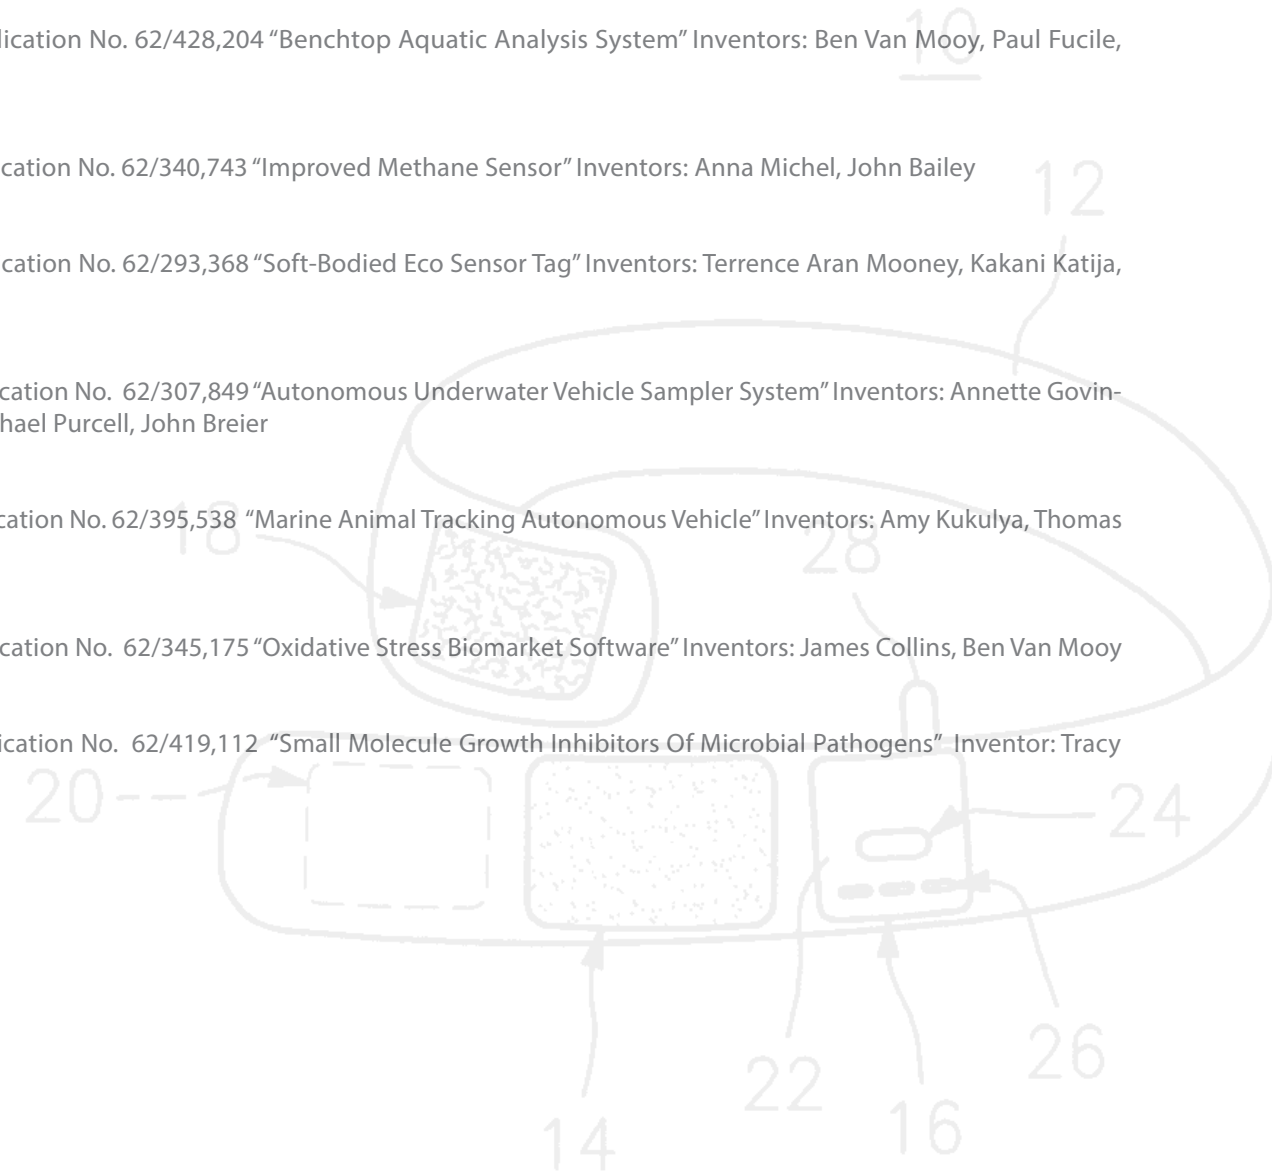 lication No. 62/428,204 “Benchtop Aquatic Analysis System” Inventors: Ben Van Mooy, Paul Fucile,
10
cation No. 62/340,743 “Improved Methane Sensor” Inventors: Anna Michel, John Bailey
12
cation No. 62/293,368 “Soft-Bodied Eco Sensor Tag” Inventors: Terrence Aran Mooney, Kakani Katija,
cation No. 62/307,849 “Autonomous Underwater Vehicle Sampler System” Inventors: Annette Govin-
hael Purcell, John Breier
cation No. 62/395,538 “Marine Animal Tracking Autonomous Vehicle” Inventors: Amy Kukulya, Thomas
18
28
cation No. 62/345,175 “Oxidative Stress Biomarket Software” Inventors: James Collins, Ben Van Mooy
ication No. 62/419,112 “Small Molecule Growth Inhibitors Of Microbial Pathogens” Inventor: Tracy
20
24
26
22
16
14